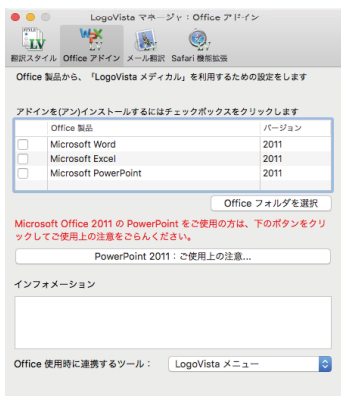 LogoVista マネージャ：Office アドイン
翻訳スタイル Office アドイン メール翻訳 Safari 機能拡張
Office 製品から、「LogoVista メディカル」を利用するための設定をします
アドインを(アン)インストールするにはチェックボックスをクリックします
Office 製品 バージョン
Microsoft Word 2011
Microsoft Excel 2011
Microsoft PowerPoint 2011
Office フォルダを選択
Microsoft Office 2011 の PowerPoint をご使用の方は、下のボタンをクリ
ックしてご使用上の注意をごらんください。
PowerPoint 2011：ご使用上の注意...
インフォメーション
Office 使用時に連携するツール： LogoVista メニュー